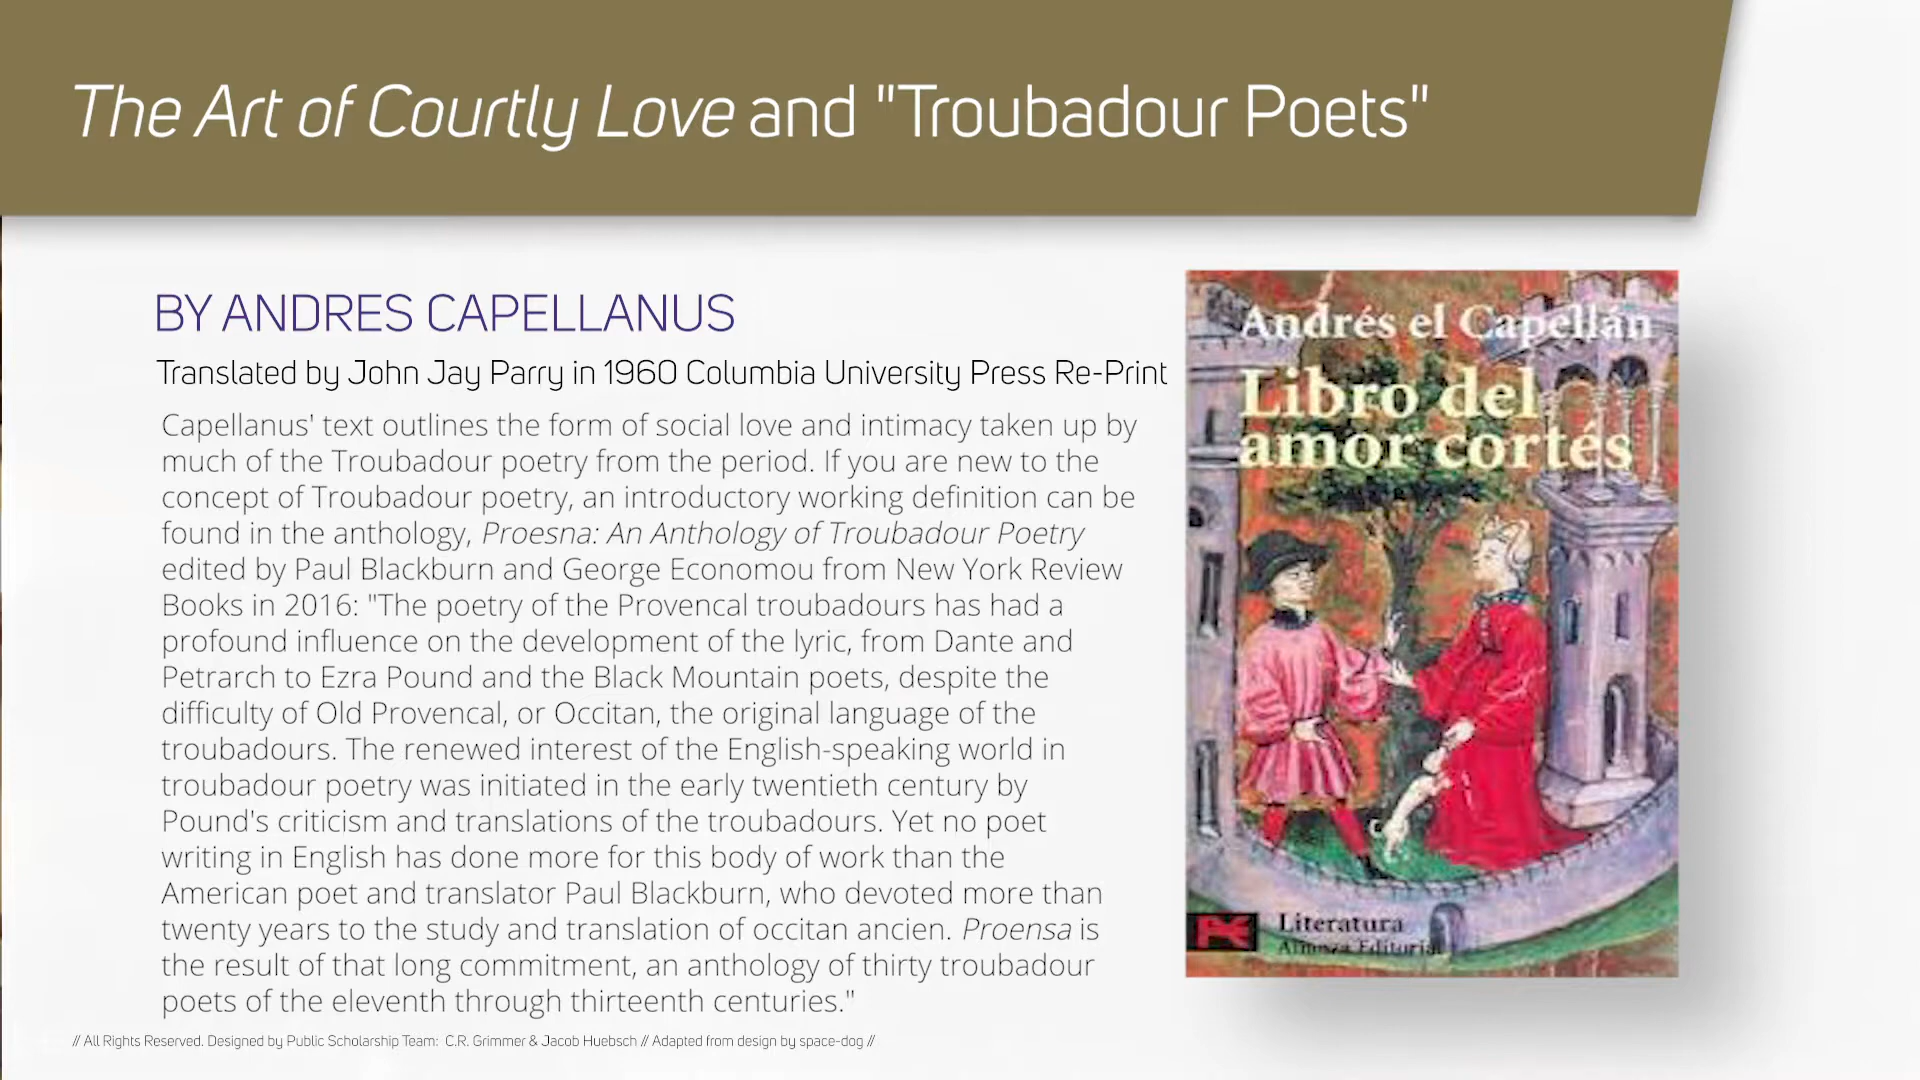 The Art of Courtly Love and "Troubadour Poets"
BY ANDRES CAPELLANUS
Translated by John Jay Parry in 1960 Columbia University Press Re-Print
Capellanus' text outlines the form of social love and intimacy taken up by
much of the Troubadour poetry from the period. If you are new to the
concept of Troubadour poetry, an introductory working definition can be
found in the anthology, Proesna: An Anthology of Troubadour Poetry
edited by Paul Blackburn and George Economou from New York Review
Books in 2016: "The poetry of the Provencal troubadours has had a
profound influence on the development of the lyric, from Dante and
Petrarch to Ezra Pound and the Black Mountain poets, despite the
difficulty of Old Provencal, or Occitan, the original language of the
troubadours. The renewed interest of the English-speaking world in
troubadour poetry was initiated in the early twentieth century by
Pound's criticism and translations of the troubadours. Yet no poet
writing in English has done more for this body of work than the
American poet and translator Paul Blackburn, who devoted more than
twenty years to the study and translation of occitan ancien. Proensa is
the result of that long commitment, an anthology of thirty troubadour
poets of the eleventh through thirteenth centuries."
Andrés el Capellán
Libro del
amor cortés
Literatura
Alianza Editorial
// All Rights Reserved. Designed by Public Scholarship Team: C.R. Grimmer & Jacob Huebsch // Adapted from design by space-dog //